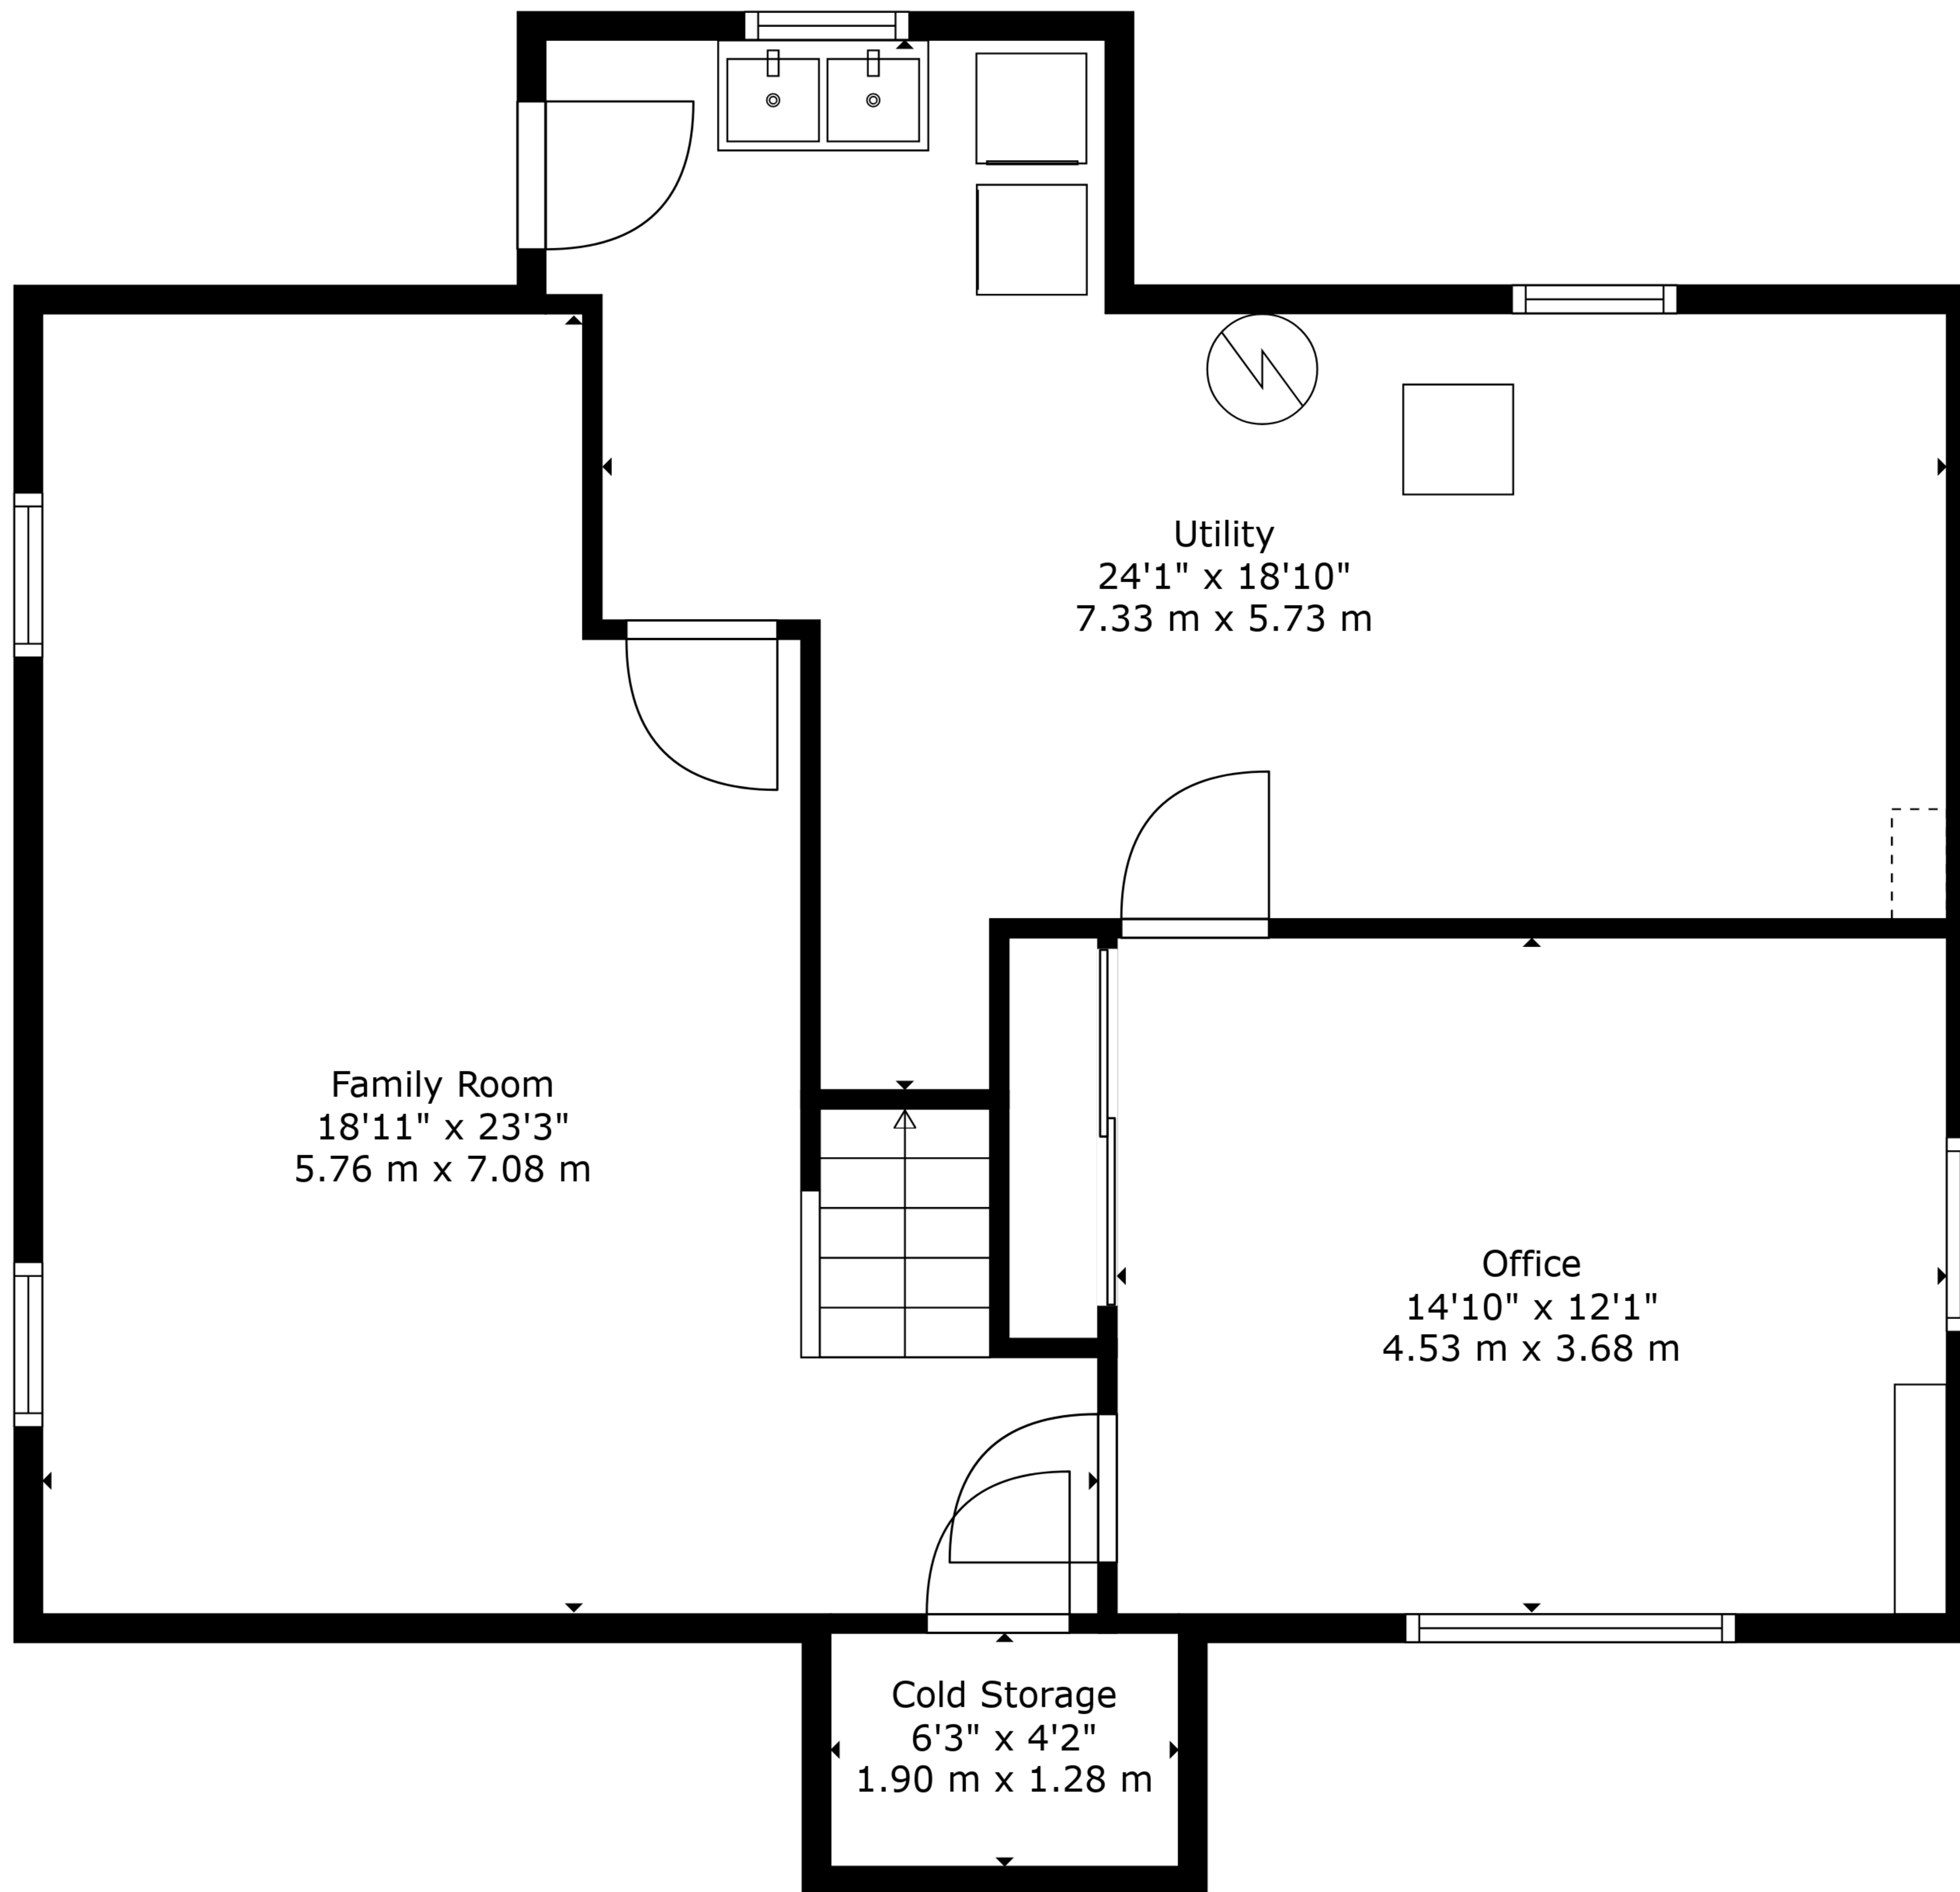 Utility
24'1" x 18'10"
7.33 m x 5.73 m
Family Room
18'11" x 23'3"
5.76 m x 7.08 m
Office
14'10" x 12'1"
4.53 m x 3.68 m
Cold Storage
6'3" x 4'2"
1.90 m x 1.28 m